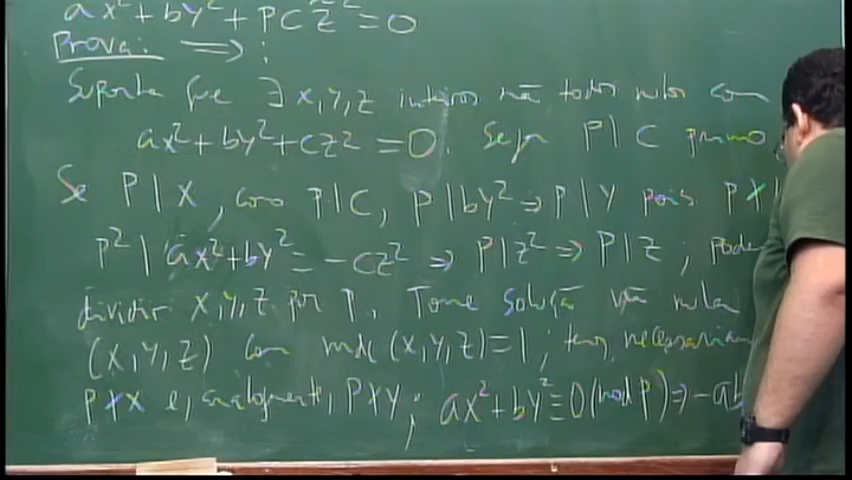 ax² + by² + pcz² = 0
Prova: ⟹ :
Suponha que ∃ x, y, z inteiros não todos nulos com
ax² + by² + cz² = 0. Seja p | c primo
Se p | x, como p | c, p | by² ⇒ p | y pois p ∤
p² | ax² + by² = -cz² ⇒ p | z² ⇒ p | z ; pode
dividir x, y, z por p. Tome solução não nula
(x, y, z) com mdc (x, y, z) = 1 ; temos necessariam
p ∤ x e, analogamente, p ∤ y ; ax² + by² ≡ 0 (mod p) ⇒ -ab